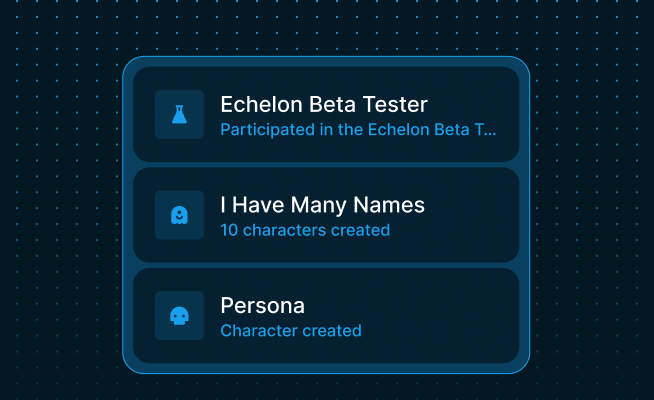 Echelon Beta Tester
Participated in the Echelon Beta T...
I Have Many Names
10 characters created
Persona
Character created